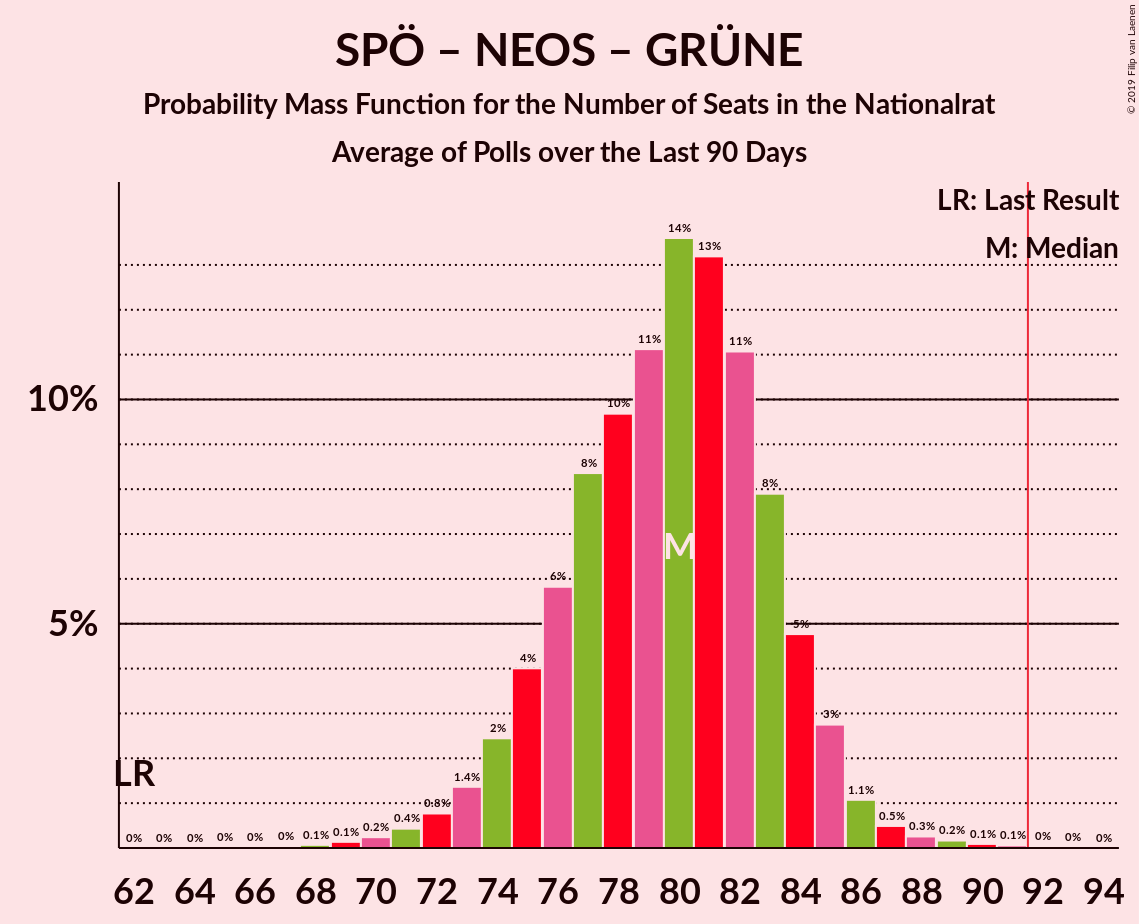 SPÖ – NEOS – GRÜNE
Probability Mass Function for the Number of Seats in the Nationalrat
Average of Polls over the Last 90 Days
© 2019 Filip van Laenen
LR: Last Result
M: Median
10%
5%
LR
M
0% 0% 0% 0% 0% 0% 0.1% 0.1% 0.2% 0.4% 0.8% 1.4% 2% 4% 6% 8% 10% 11% 14% 13% 11% 8% 5% 3% 1.1% 0.5% 0.3% 0.2% 0.1% 0.1% 0% 0% 0%
62 64 66 68 70 72 74 76 78 80 82 84 86 88 90 92 94